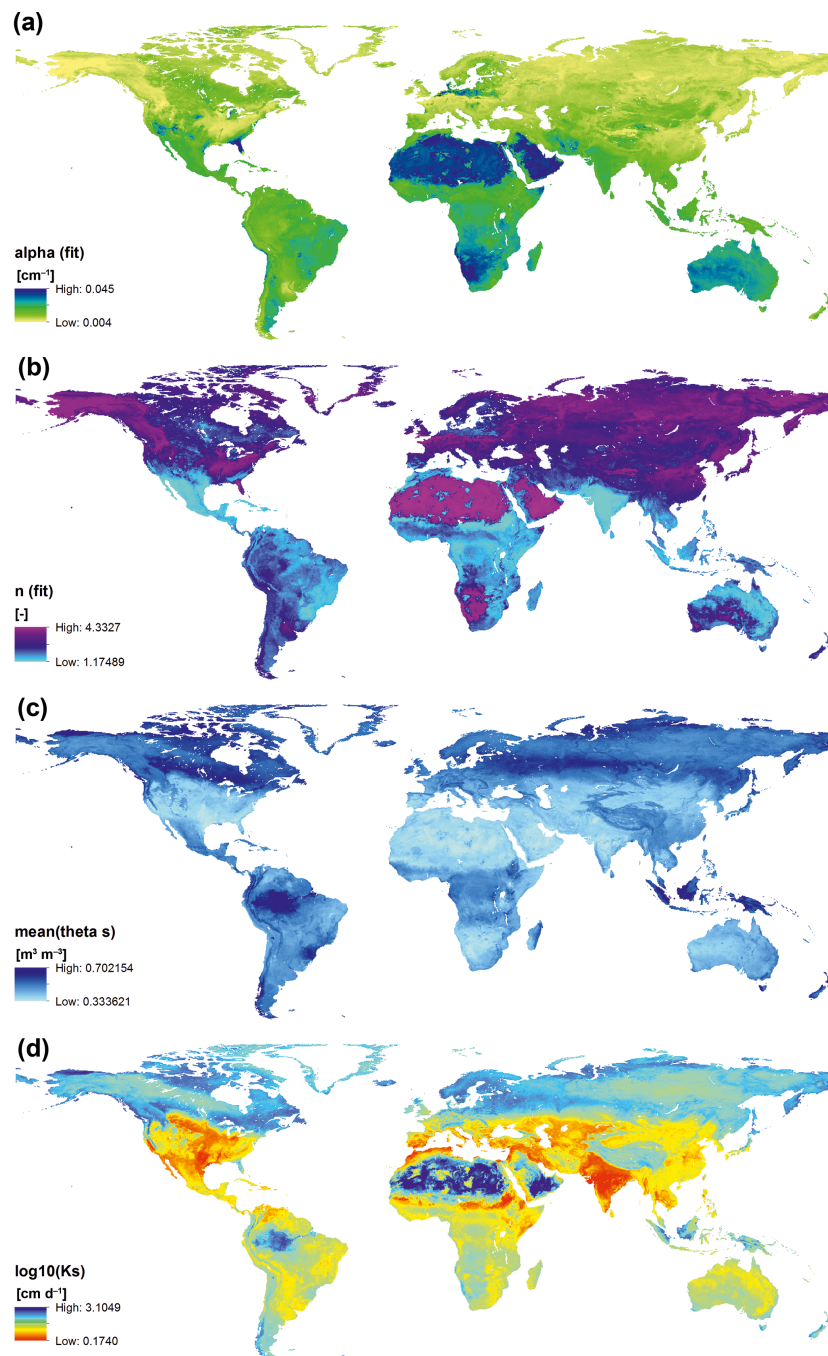 (a)
alpha (fit)
[cm⁻¹]
High: 0.045
Low: 0.004
(b)
n (fit)
[-]
High: 4.3327
Low: 1.17489
(c)
mean(theta s)
[m³ m⁻³]
High: 0.702154
Low: 0.333621
(d)
log10(Ks)
[cm d⁻¹]
High: 3.1049
Low: 0.1740